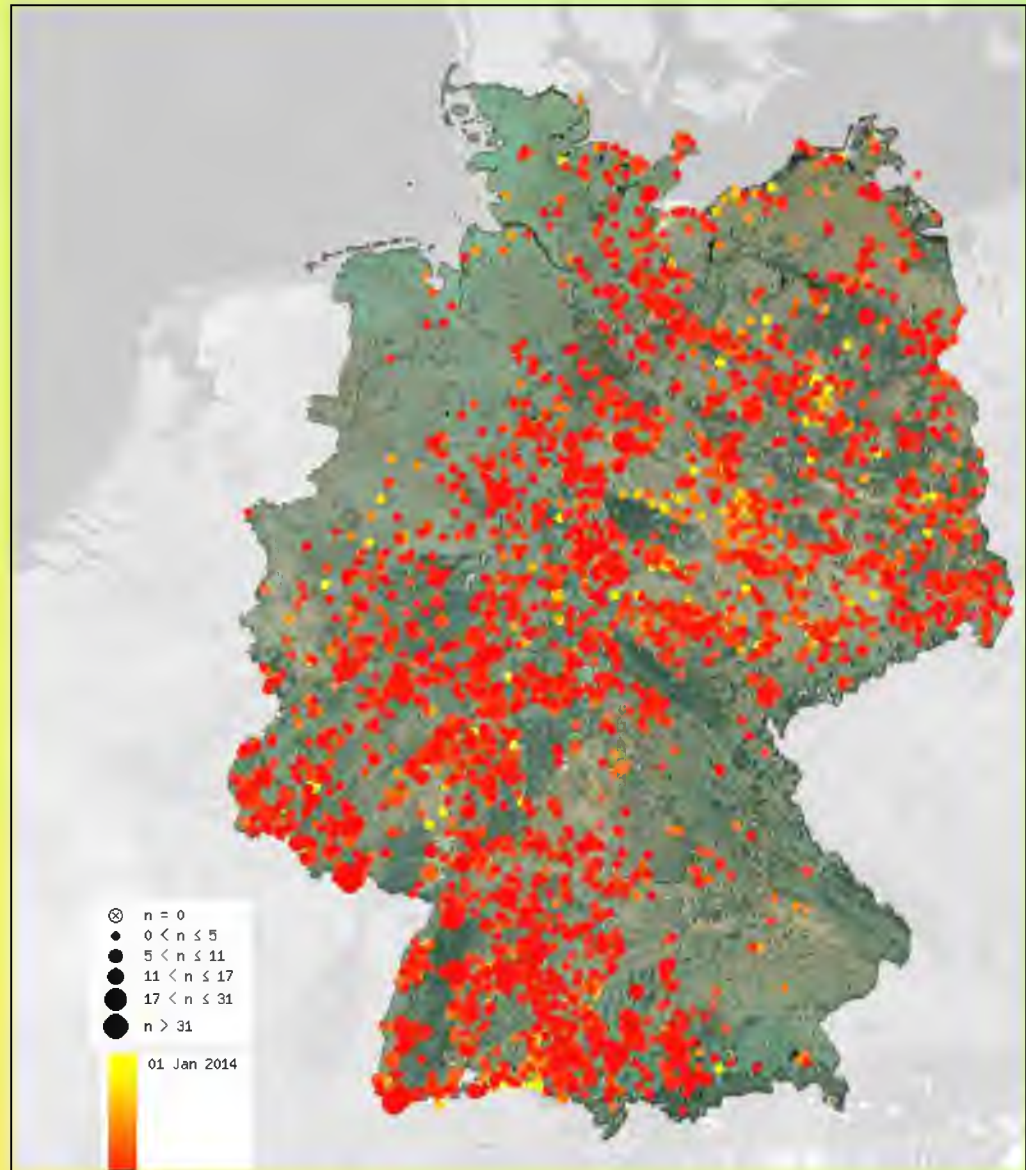 n = 0
0 < n ≤ 5
5 < n ≤ 11
11 < n ≤ 17
17 < n ≤ 31
n > 31
01 Jan 2014